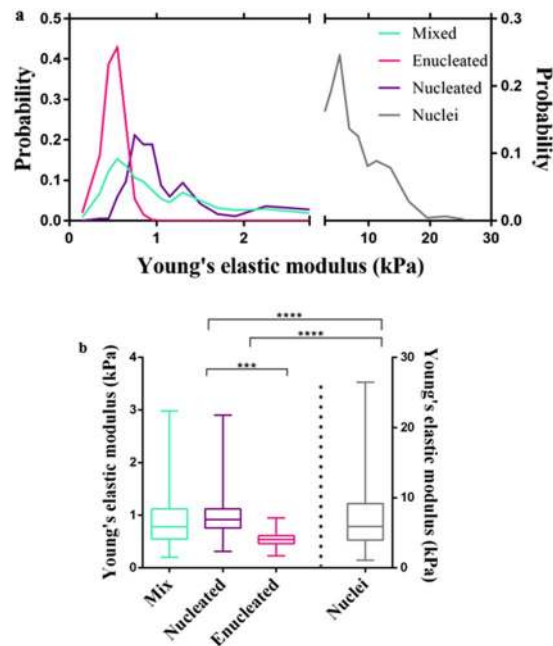 a
0.5
0.4
0.3
0.2
0.1
0.0
Probability
0
1
2
0.3
0.2
0.1
0.0
Probability
10
20
30
Mixed
Enucleated
Nucleated
Nuclei
Young's elastic modulus (kPa)
b
****
****
***
4
3
2
1
0
Young's elastic modulus (kPa)
30
20
10
0
Young's elastic modulus
(kPa)
Mix
Nucleated
Enucleated
Nuclei